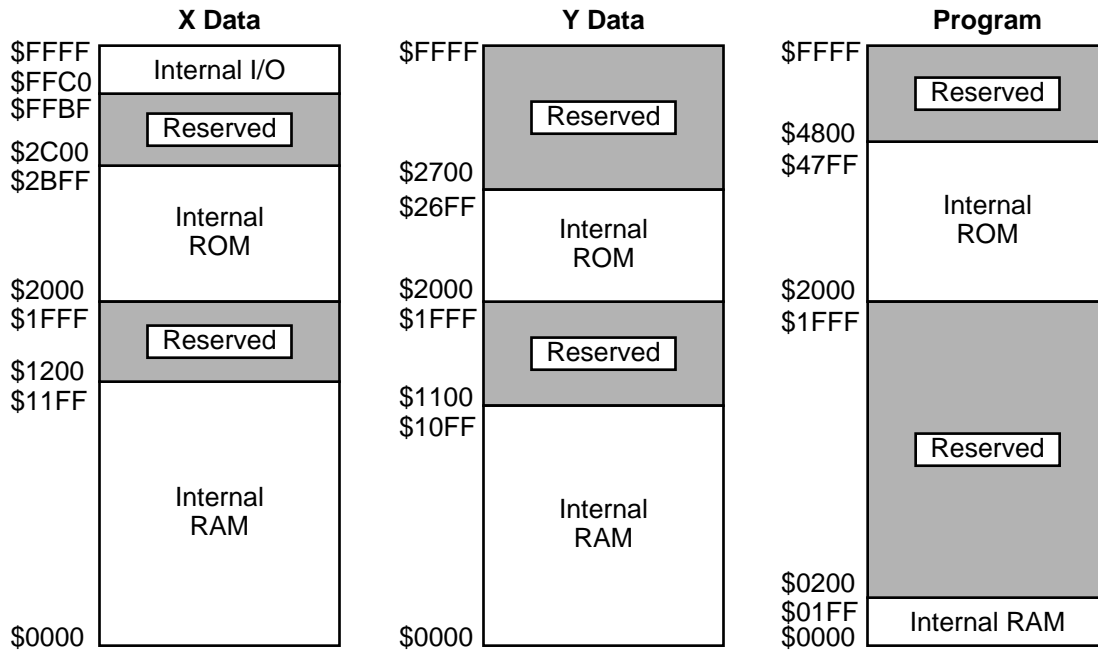 X Data
$FFFF
Internal I/O
$FFC0
$FFBF
Reserved
$2C00
$2BFF
Internal
ROM
$2000
$1FFF
Reserved
$1200
$11FF
Internal
RAM
$0000
Y Data
$FFFF
Reserved
$2700
$26FF
Internal
ROM
$2000
$1FFF
Reserved
$1100
$10FF
Internal
RAM
$0000
Program
$FFFF
Reserved
$4800
$47FF
Internal
ROM
$2000
$1FFF
Reserved
$0200
$01FF
Internal RAM
$0000